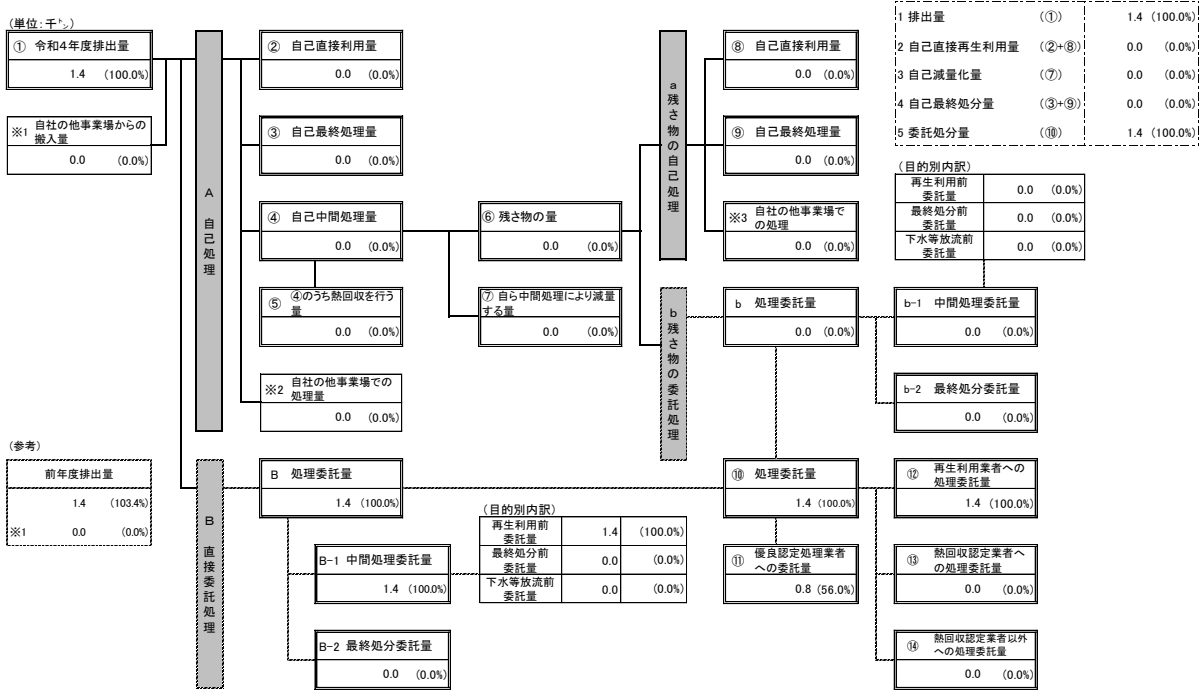 (単位：千㌧)
① 令和4年度排出量
1.4 (100.0%)
※1 自社の他事業場からの
搬入量
0.0 (0.0%)
A 自己処理
② 自己直接利用量
0.0 (0.0%)
③ 自己最終処理量
0.0 (0.0%)
④ 自己中間処理量
0.0 (0.0%)
⑤ ④のうち熱回収を行う
量
0.0 (0.0%)
※2 自社の他事業場での
処理量
0.0 (0.0%)
⑥ 残さ物の量
0.0 (0.0%)
⑦ 自ら中間処理により減量
する量
0.0 (0.0%)
a 残さ物の自己処理
⑧ 自己直接利用量
0.0 (0.0%)
⑨ 自己最終処理量
0.0 (0.0%)
※3 自社の他事業場で
の処理
0.0 (0.0%)
b 残さ物の委託処理
b 処理委託量
0.0 (0.0%)
b-1 中間処理委託量
0.0 (0.0%)
b-2 最終処分委託量
0.0 (0.0%)
1 排出量 (①) 1.4 (100.0%)
2 自己直接再生利用量 (②+⑧) 0.0 (0.0%)
3 自己減量化量 (⑦) 0.0 (0.0%)
4 自己最終処分量 (③+⑨) 0.0 (0.0%)
5 委託処分量 (⑩) 1.4 (100.0%)
(目的別内訳)
再生利用前
委託量 0.0 (0.0%)
最終処分前
委託量 0.0 (0.0%)
下水等放流前
委託量 0.0 (0.0%)
(参考)
前年度排出量
1.4 (103.4%)
※1 0.0 (0.0%)
B 直接委託処理
B 処理委託量
1.4 (100.0%)
B-1 中間処理委託量
1.4 (100.0%)
B-2 最終処分委託量
0.0 (0.0%)
(目的別内訳)
再生利用前
委託量 1.4 (100.0%)
最終処分前
委託量 0.0 (0.0%)
下水等放流前
委託量 0.0 (0.0%)
⑩ 処理委託量
1.4 (100.0%)
⑪ 優良認定処理業者
への委託量
0.8 (56.0%)
⑫ 再生利用業者への
処理委託量
1.4 (100.0%)
⑬ 熱回収認定業者へ
の処理委託量
0.0 (0.0%)
⑭ 熱回収認定業者以外
への処理委託量
0.0 (0.0%)